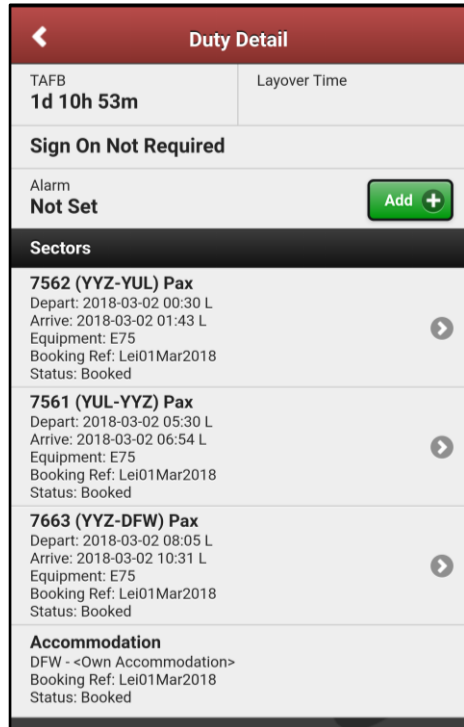 Duty Detail
TAFB
1d 10h 53m
Layover Time
Sign On Not Required
Alarm
Not Set
Add
Sectors
7562 (YYZ-YUL) Pax
Depart: 2018-03-02 00:30 L
Arrive: 2018-03-02 01:43 L
Equipment: E75
Booking Ref: Lei01Mar2018
Status: Booked
7561 (YUL-YYZ) Pax
Depart: 2018-03-02 05:30 L
Arrive: 2018-03-02 06:54 L
Equipment: E75
Booking Ref: Lei01Mar2018
Status: Booked
7663 (YYZ-DFW) Pax
Depart: 2018-03-02 08:05 L
Arrive: 2018-03-02 10:31 L
Equipment: E75
Booking Ref: Lei01Mar2018
Status: Booked
Accommodation
DFW - <Own Accommodation>
Booking Ref: Lei01Mar2018
Status: Booked